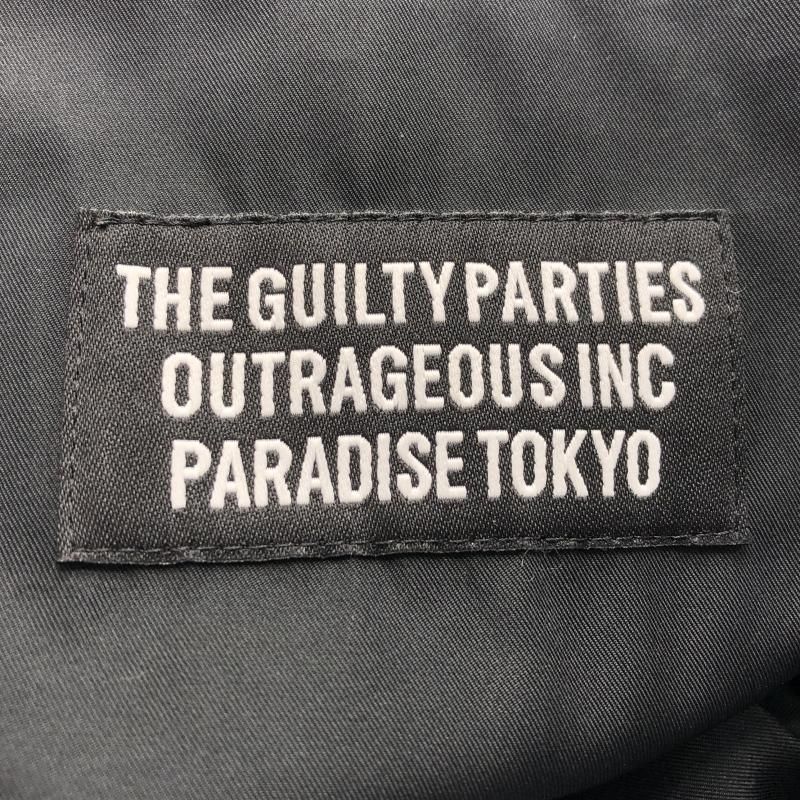 THE GUILTY PARTIES
OUTRAGEOUS INC
PARADISE TOKYO